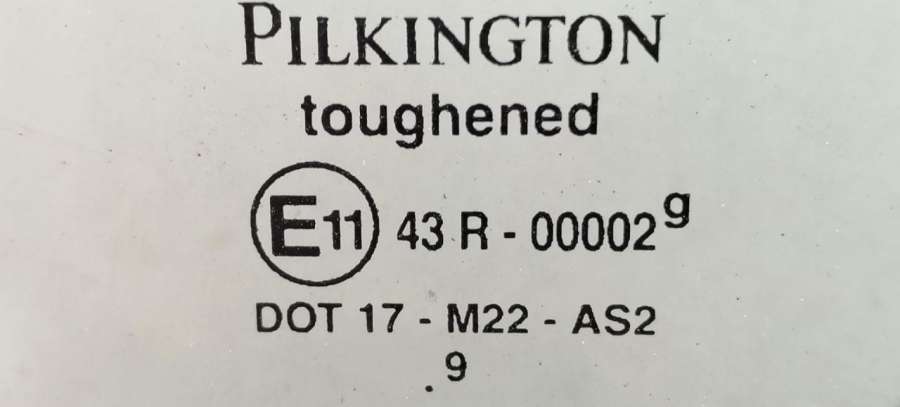 PILKINGTON
toughened
E11 43 R - 00002 g
DOT 17 - M22 - AS2
. 9